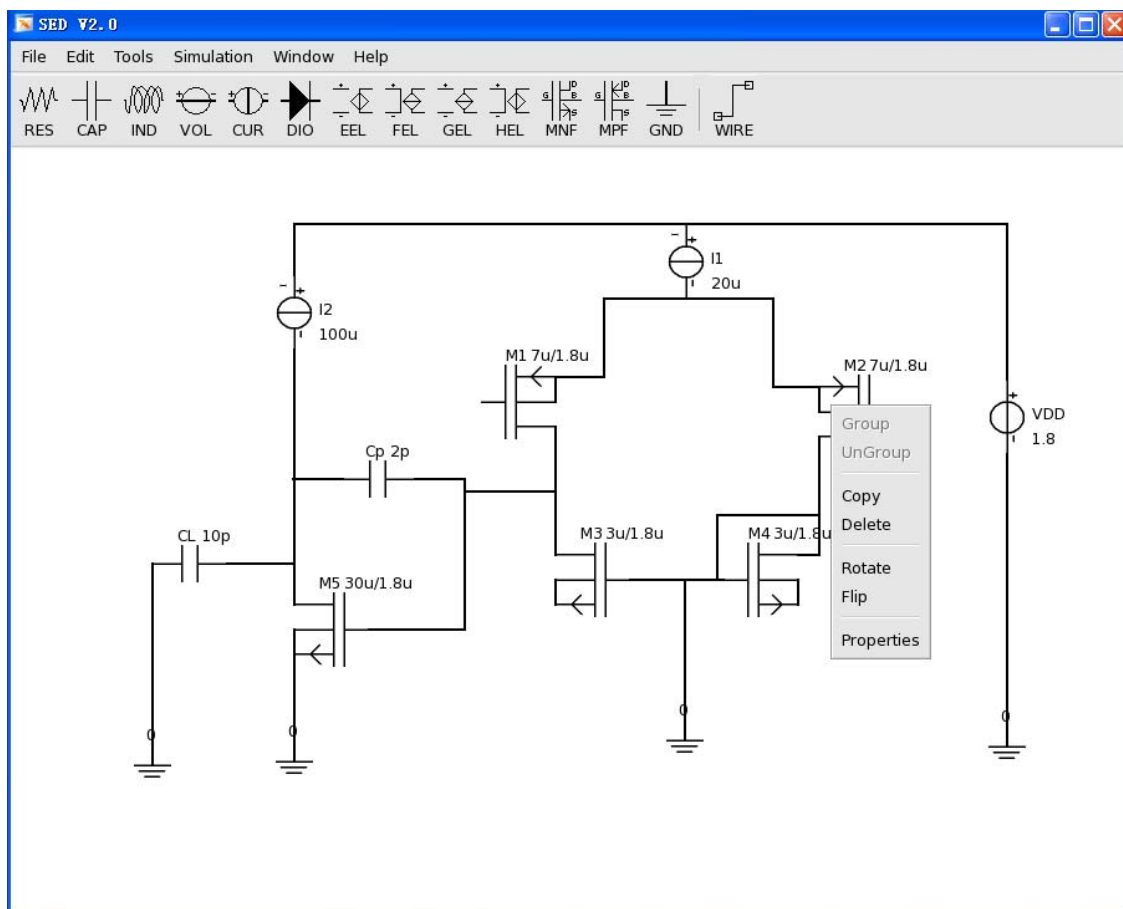 SED V2.0
File Edit Tools Simulation Window Help
RES CAP IND VOL CUR DIO EEL FEL GEL HEL MNF MPF GND WIRE
I1
20u
I2
100u
M1 7u/1.8u
M2 7u/1.8u
VDD
1.8
Group
UnGroup
Copy
Delete
Rotate
Flip
Properties
Cp 2p
CL 10p
M3 3u/1.8u
M4 3u/1.8u
M5 30u/1.8u
0
0
0
0